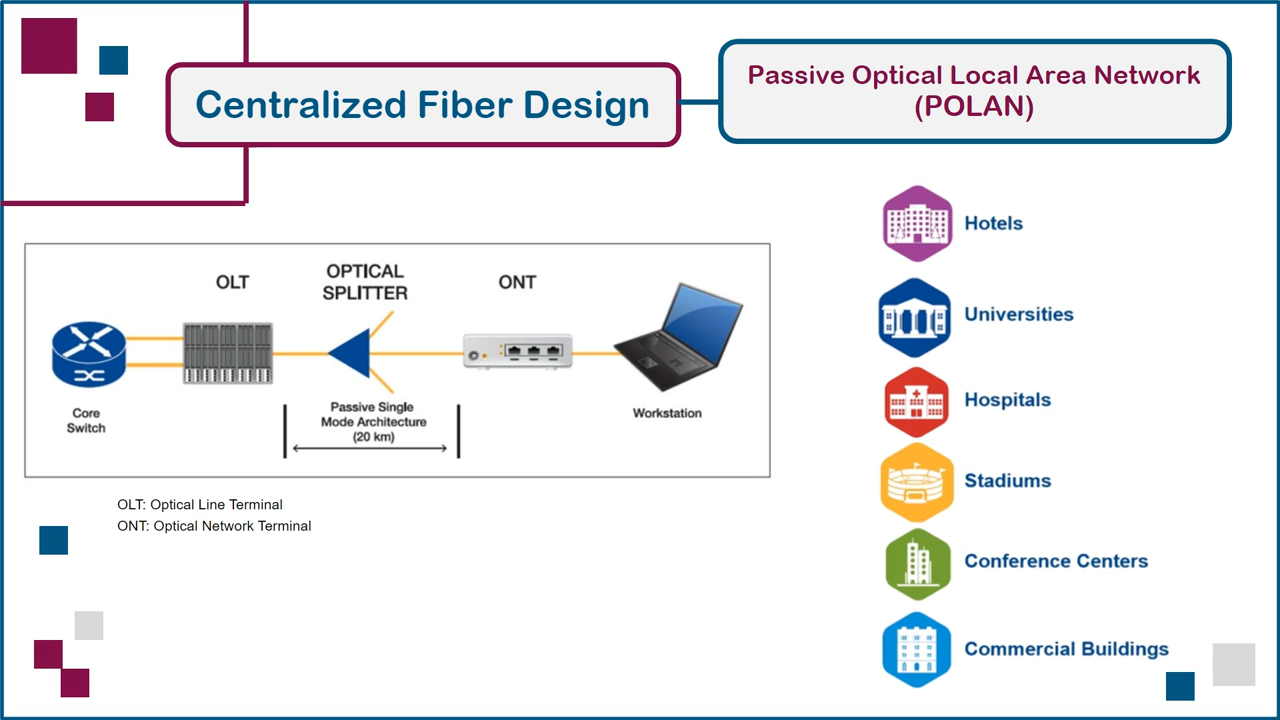 Centralized Fiber Design
Passive Optical Local Area Network
(POLAN)
OLT
OPTICAL
SPLITTER
ONT
Core
Switch
Passive Single
Mode Architecture
(20 km)
Workstation
OLT: Optical Line Terminal
ONT: Optical Network Terminal
Hotels
Universities
Hospitals
Stadiums
Conference Centers
Commercial Buildings